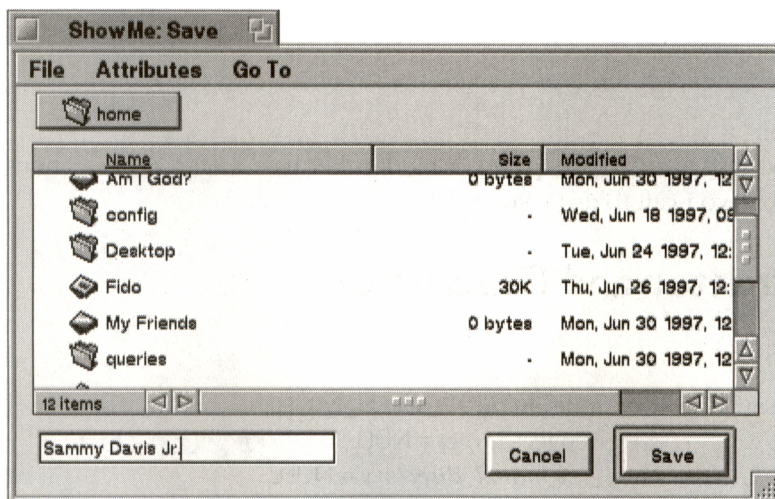 ShowMe: Save
File Attributes Go To
home
Name Size Modified
Am I God? 0 bytes Mon, Jun 30 1997, 12
config - Wed, Jun 18 1997, 09
Desktop - Tue, Jun 24 1997, 12:
Fido 30K Thu, Jun 26 1997, 12:
My Friends 0 bytes Mon, Jun 30 1997, 12
queries - Mon, Jun 30 1997, 12
12 items
Sammy Davis Jr.
Cancel Save